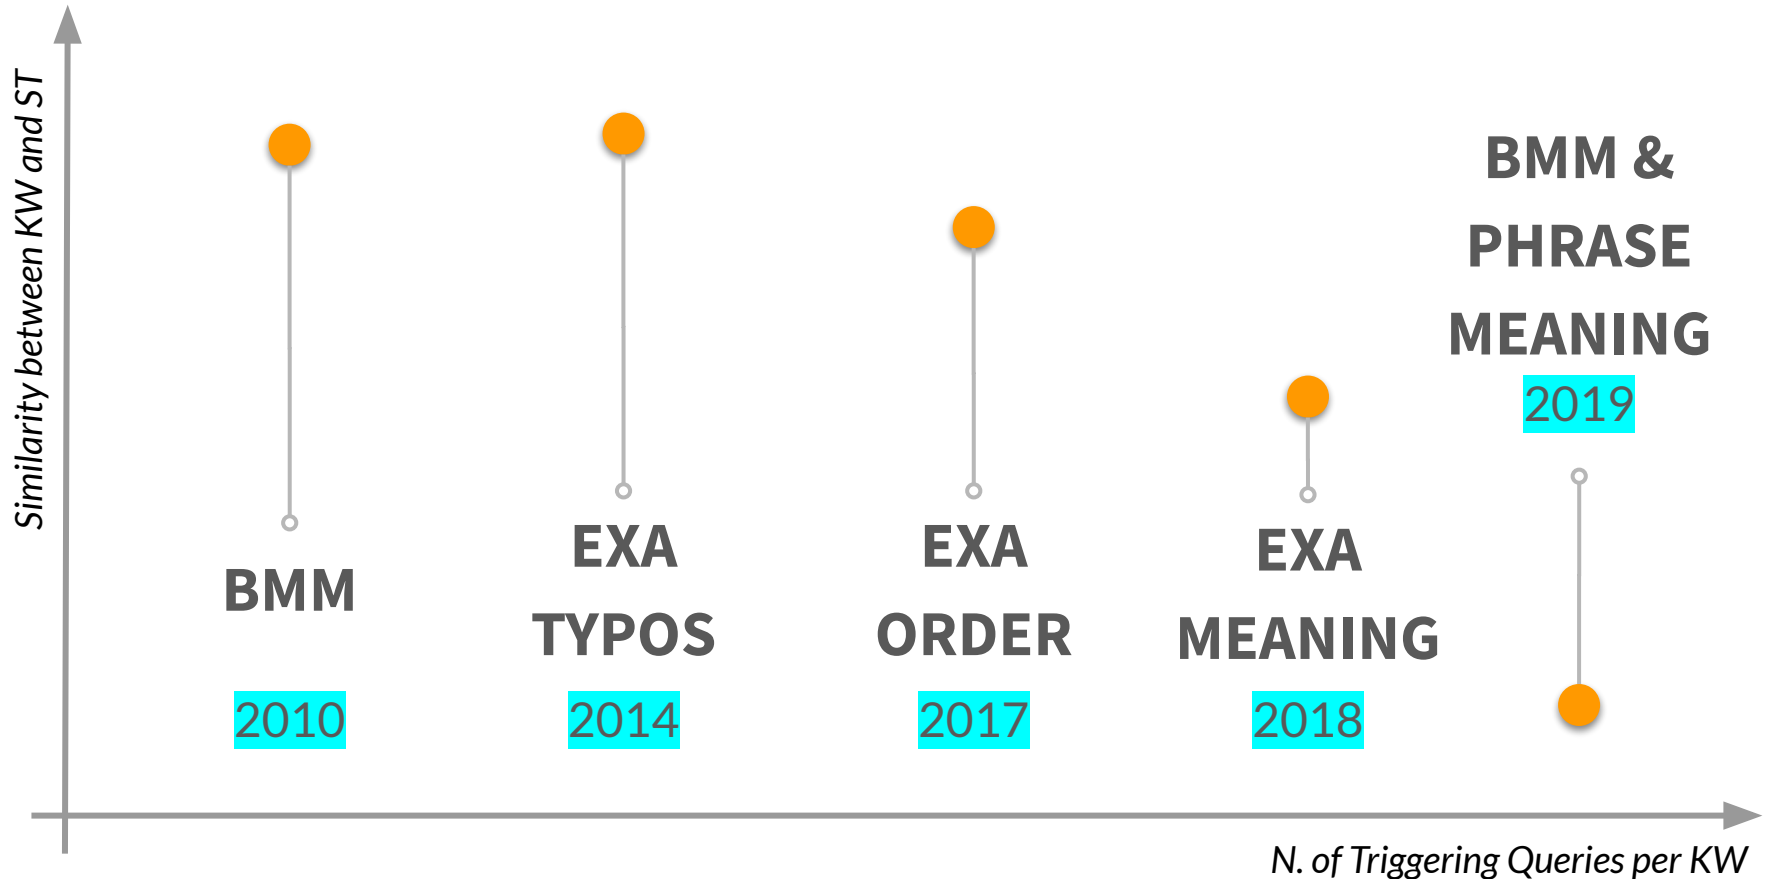 Similarity between KW and ST
BMM
2010
EXA
TYPOS
2014
EXA
ORDER
2017
EXA
MEANING
2018
BMM &
PHRASE
MEANING
2019
N. of Triggering Queries per KW